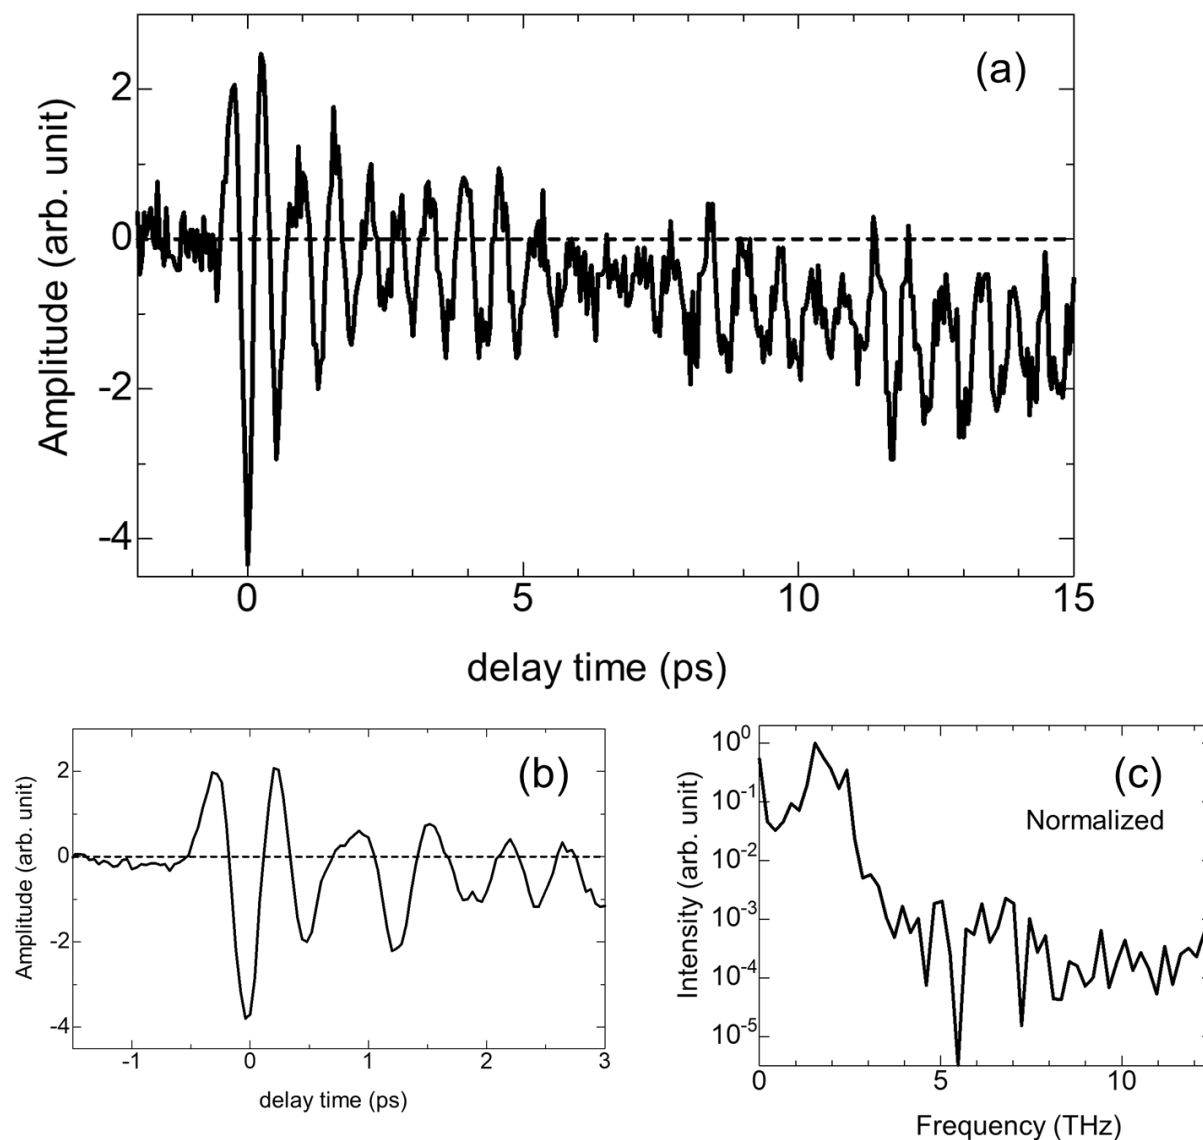 (a)
Amplitude (arb. unit)
2
0
-2
-4
0 5 10 15
delay time (ps)
(b)
Amplitude (arb. unit)
2
0
-2
-4
-1 0 1 2 3
delay time (ps)
(c)
Normalized
Intensity (arb. unit)
10^0
10^-1
10^-2
10^-3
10^-4
10^-5
0 5 10
Frequency (THz)